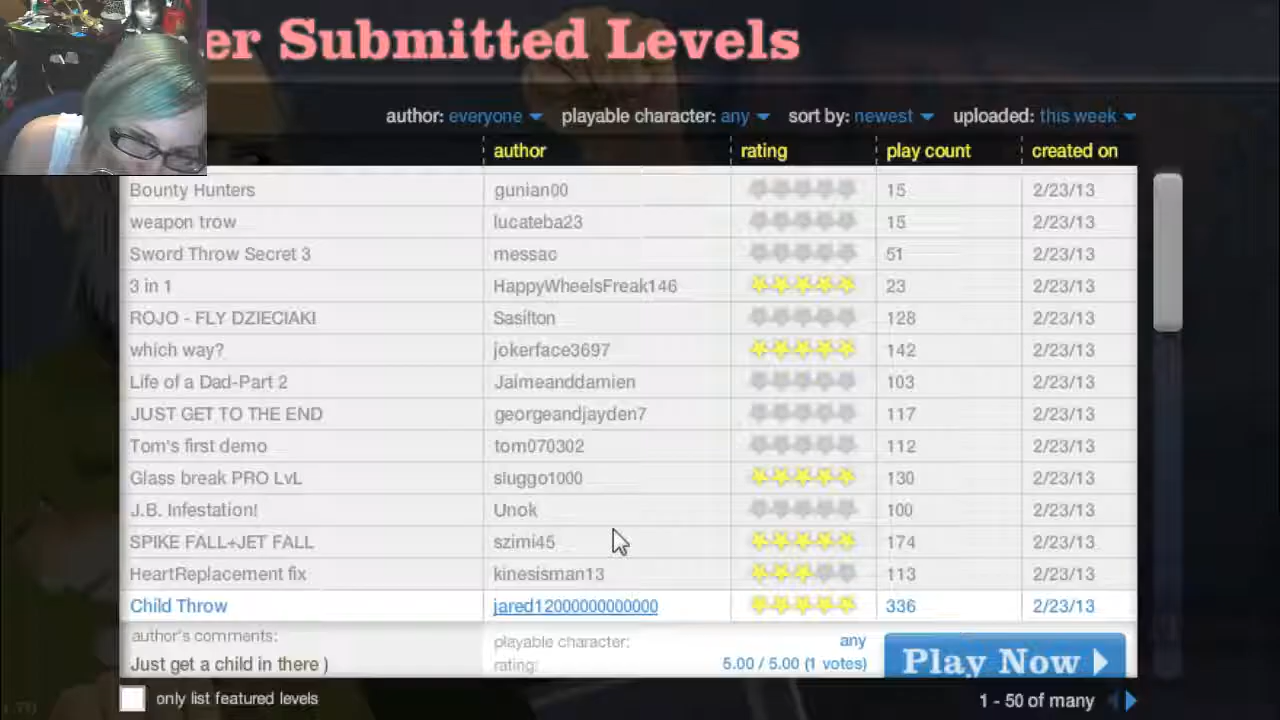 er Submitted Levels
author: everyone playable character: any sort by: newest uploaded: this week
author rating play count created on
Bounty Hunters gunian00 15 2/23/13
weapon trow lucateba23 15 2/23/13
Sword Throw Secret 3 messac 51 2/23/13
3 in 1 HappyWheelsFreak146 23 2/23/13
ROJO - FLY DZIECIAKI Sasilton 128 2/23/13
which way? jokerface3697 142 2/23/13
Life of a Dad-Part 2 Jaimeanddamien 103 2/23/13
JUST GET TO THE END georgeandjayden7 117 2/23/13
Tom's first demo tom070302 112 2/23/13
Glass break PRO LvL sluggo1000 130 2/23/13
J.B. Infestation! Unok 100 2/23/13
SPIKE FALL+JET FALL szimi45 174 2/23/13
HeartReplacement fix kinesisman13 113 2/23/13
Child Throw jared12000000000000 336 2/23/13
author's comments: playable character: any
Just get a child in there ) rating: 5.00 / 5.00 (1 votes) Play Now
only list featured levels 1 - 50 of many